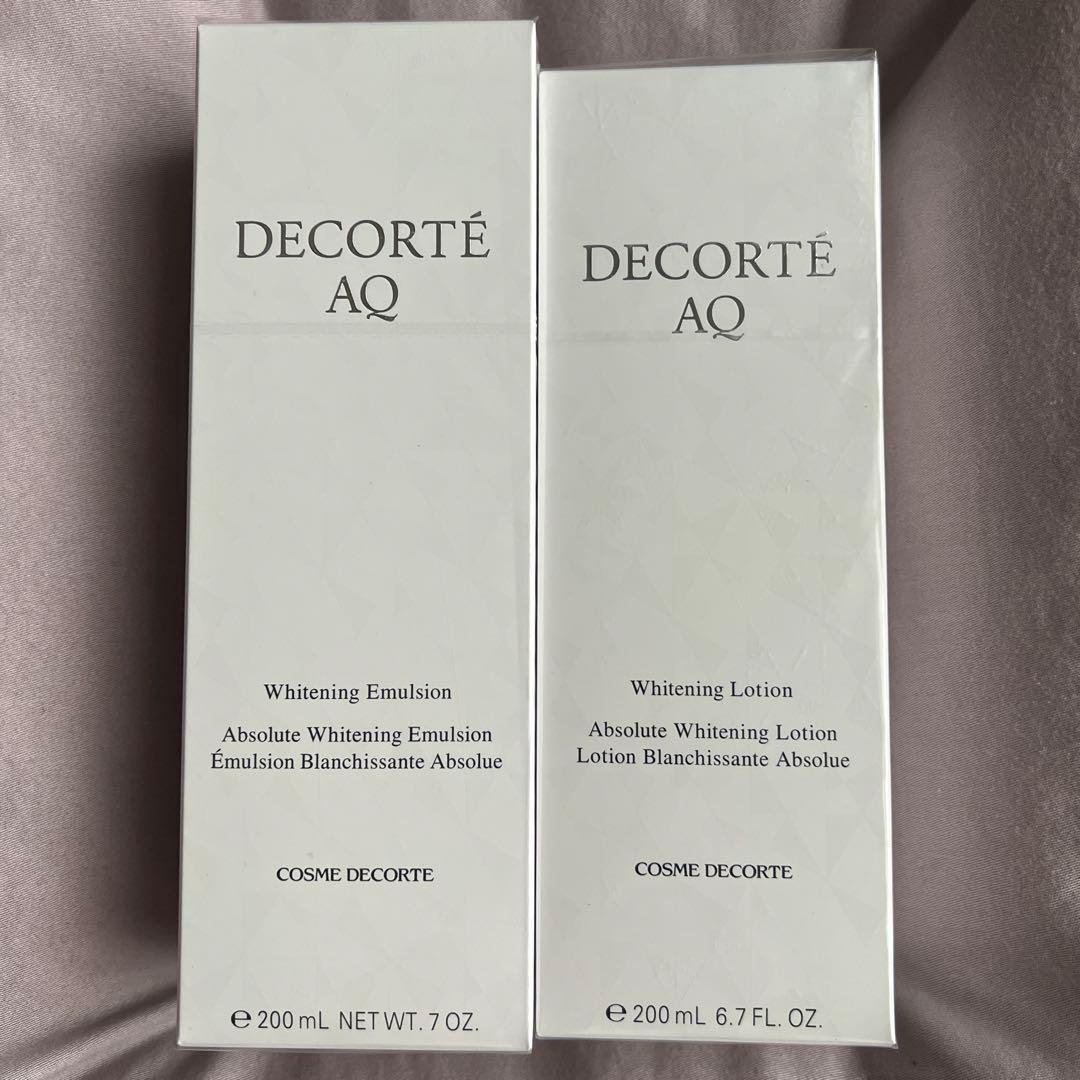 DECORTÉ
AQ
Whitening Emulsion
Absolute Whitening Emulsion
Émulsion Blanchissante Absolue
COSME DECORTE
℮ 200 mL NET WT. 7 OZ.
DECORTÉ
AQ
Whitening Lotion
Absolute Whitening Lotion
Lotion Blanchissante Absolue
COSME DECORTE
℮ 200 mL 6.7 FL. OZ.